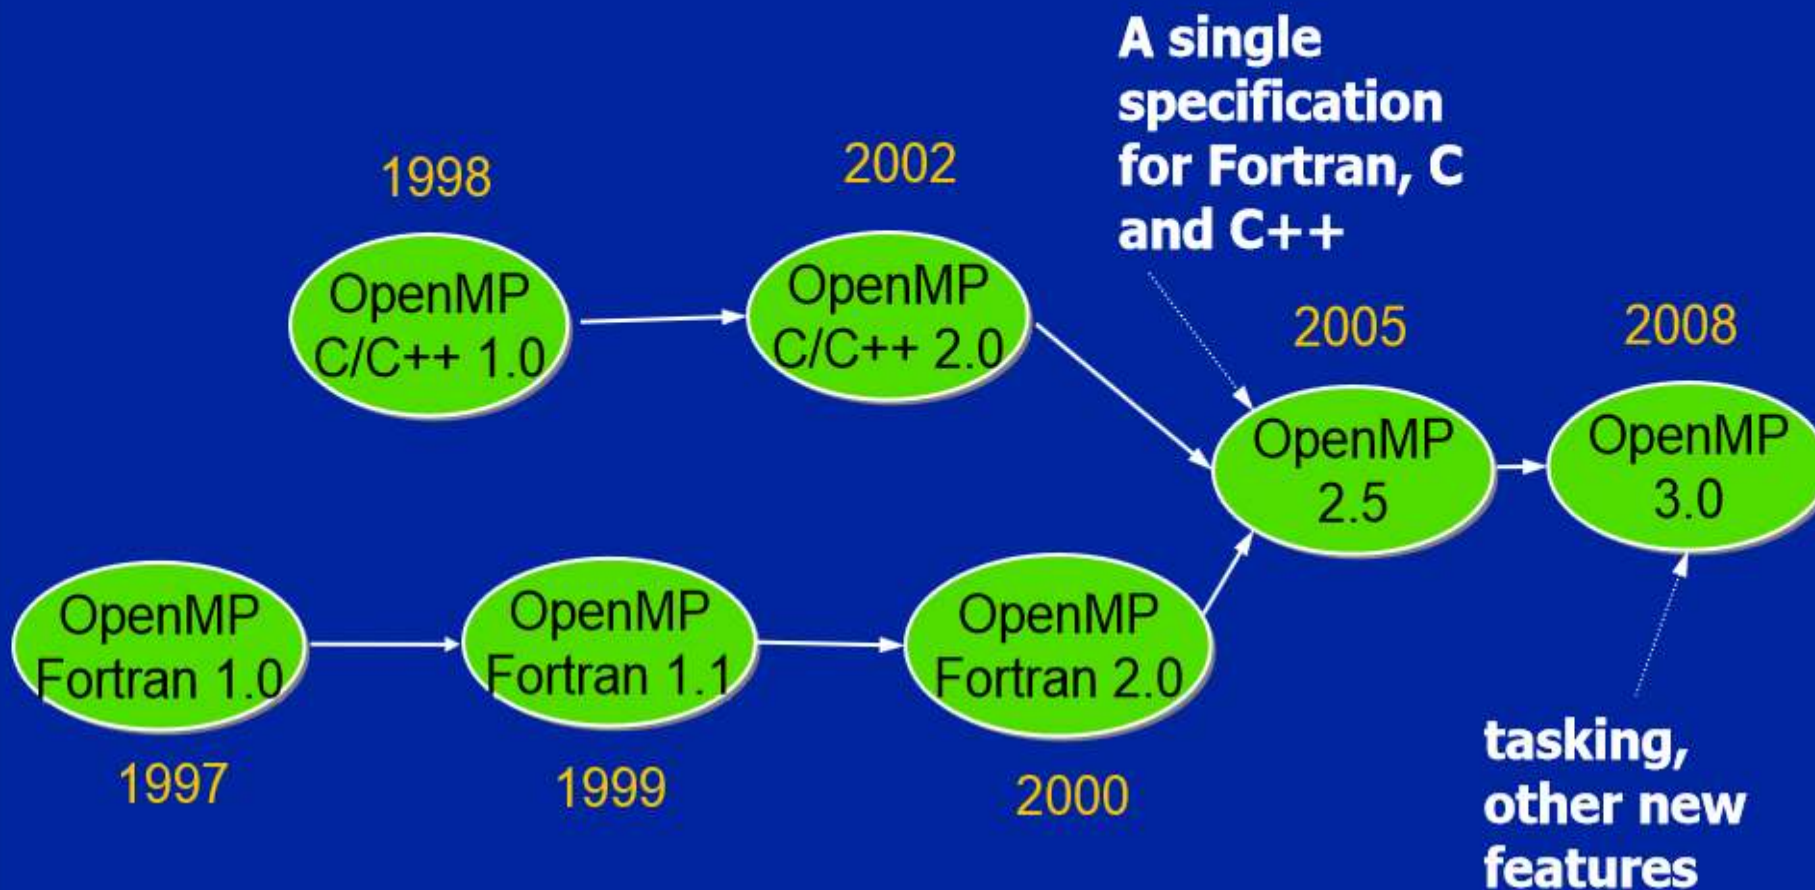 A single
specification
for Fortran, C
and C++
1998
2002
OpenMP
C/C++ 1.0
OpenMP
C/C++ 2.0
2005
2008
OpenMP
2.5
OpenMP
3.0
OpenMP
Fortran 1.0
OpenMP
Fortran 1.1
OpenMP
Fortran 2.0
1997
1999
2000
tasking,
other new
features